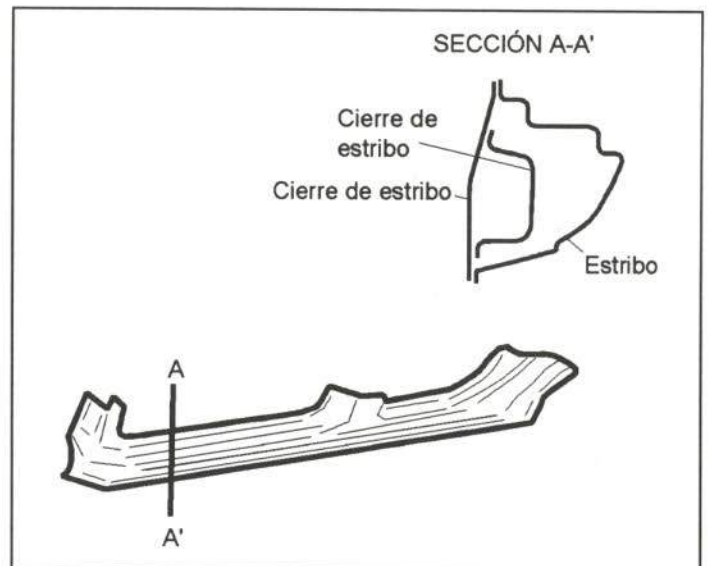 SECCIÓN A-A'
Cierre de
estribo
Cierre de estribo
Estribo
A
A'